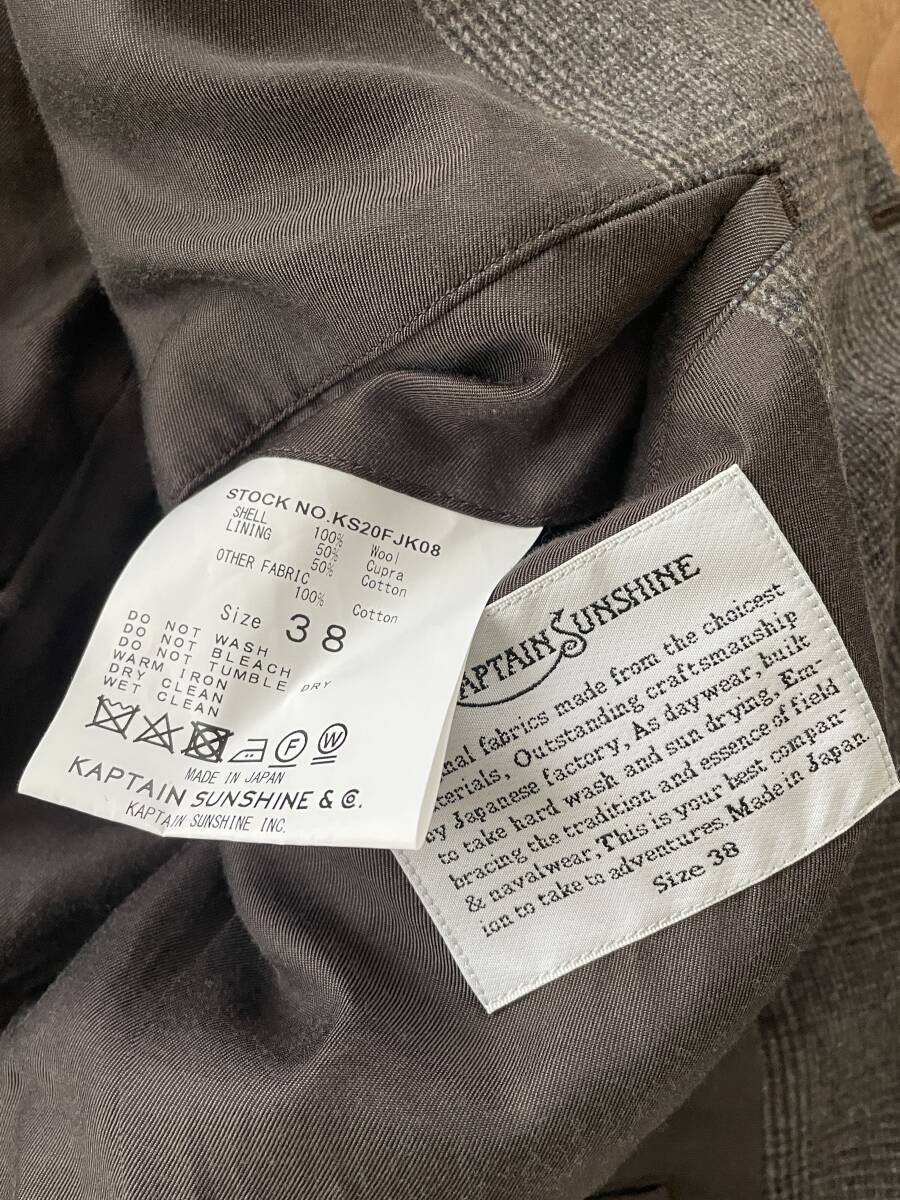 STOCK NO.KS20FJK08
SHELL 100% Wool
LINING 50% Cupra
50% Cotton
OTHER FABRIC
100% Cotton
Size 38
DO NOT WASH
DO NOT BLEACH
DO NOT TUMBLE DRY
WARM IRON
DRY CLEAN
WET CLEAN
F W
MADE IN JAPAN
KAPTAIN SUNSHINE & Co.
KAPTAIN SUNSHINE INC.
APTAIN SUNSHINE
nal fabrics made from the choicest
terials, Outstanding craftsmanship
by Japanese factory, As daywear, built
to take hard wash and sun drying, Em-
bracing the tradition and essence of field
& navalwear, This is your best compan-
ion to take to adventures. Made in Japan.
Size 38